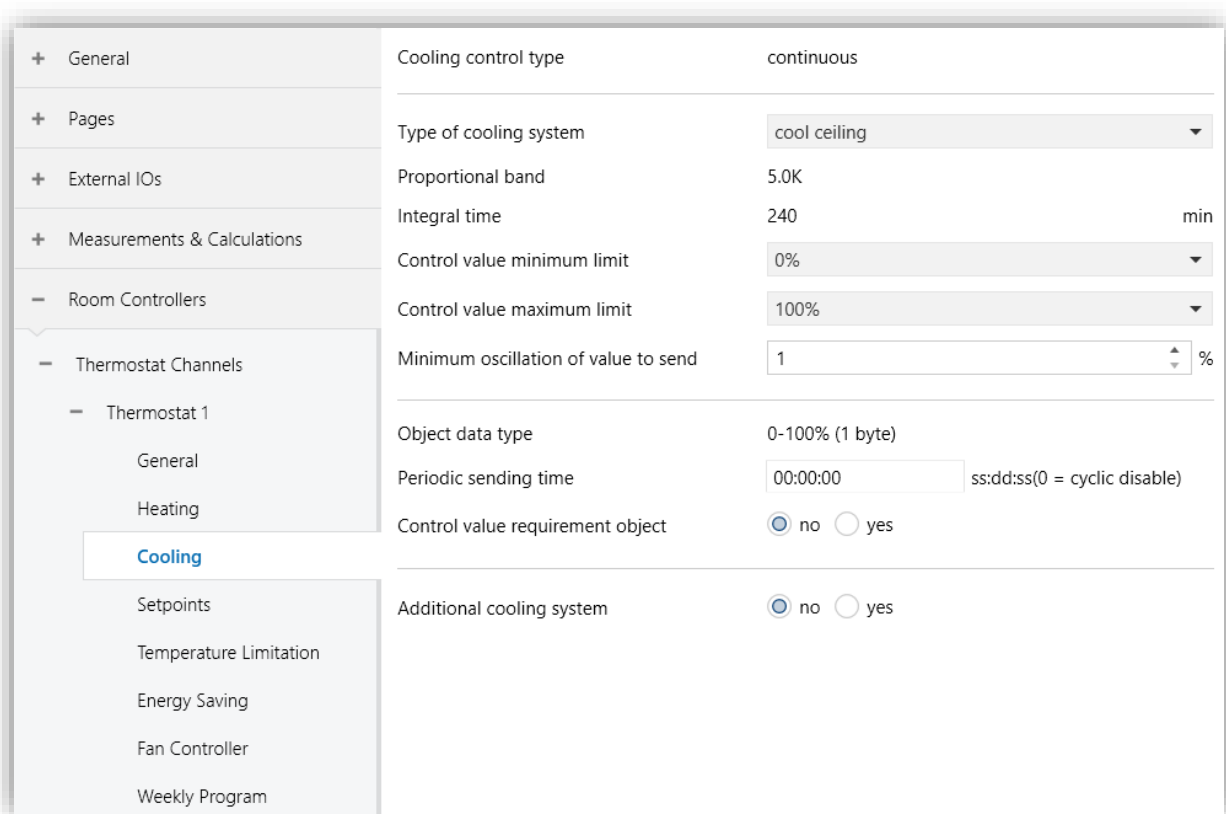 General
Pages
External IOs
Measurements & Calculations
Room Controllers
Thermostat Channels
Thermostat 1
General
Heating
Cooling
Setpoints
Temperature Limitation
Energy Saving
Fan Controller
Weekly Program
Cooling control type continuous
Type of cooling system cool ceiling
Proportional band 5.0K
Integral time 240 min
Control value minimum limit 0%
Control value maximum limit 100%
Minimum oscillation of value to send 1 %
Object data type 0-100% (1 byte)
Periodic sending time 00:00:00 ss:dd:ss(0 = cyclic disable)
Control value requirement object no yes
Additional cooling system no yes